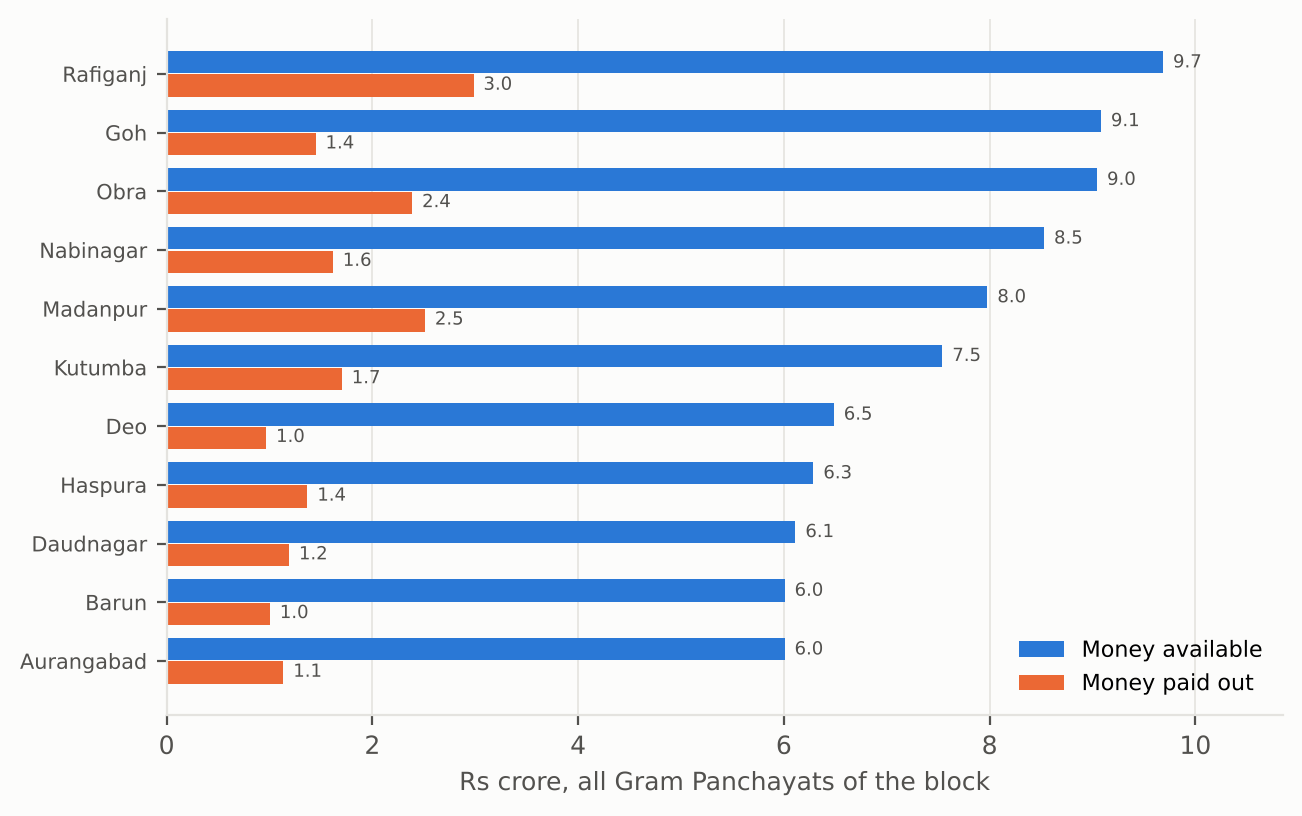 Rafiganj 9.7
3.0
Goh 9.1
1.4
Obra 9.0
2.4
Nabinagar 8.5
1.6
Madanpur 8.0
2.5
Kutumba 7.5
1.7
Deo 6.5
1.0
Haspura 6.3
1.4
Daudnagar 6.1
1.2
Barun 6.0
1.0
Aurangabad 6.0
1.1
Money available
Money paid out
0 2 4 6 8 10
Rs crore, all Gram Panchayats of the block